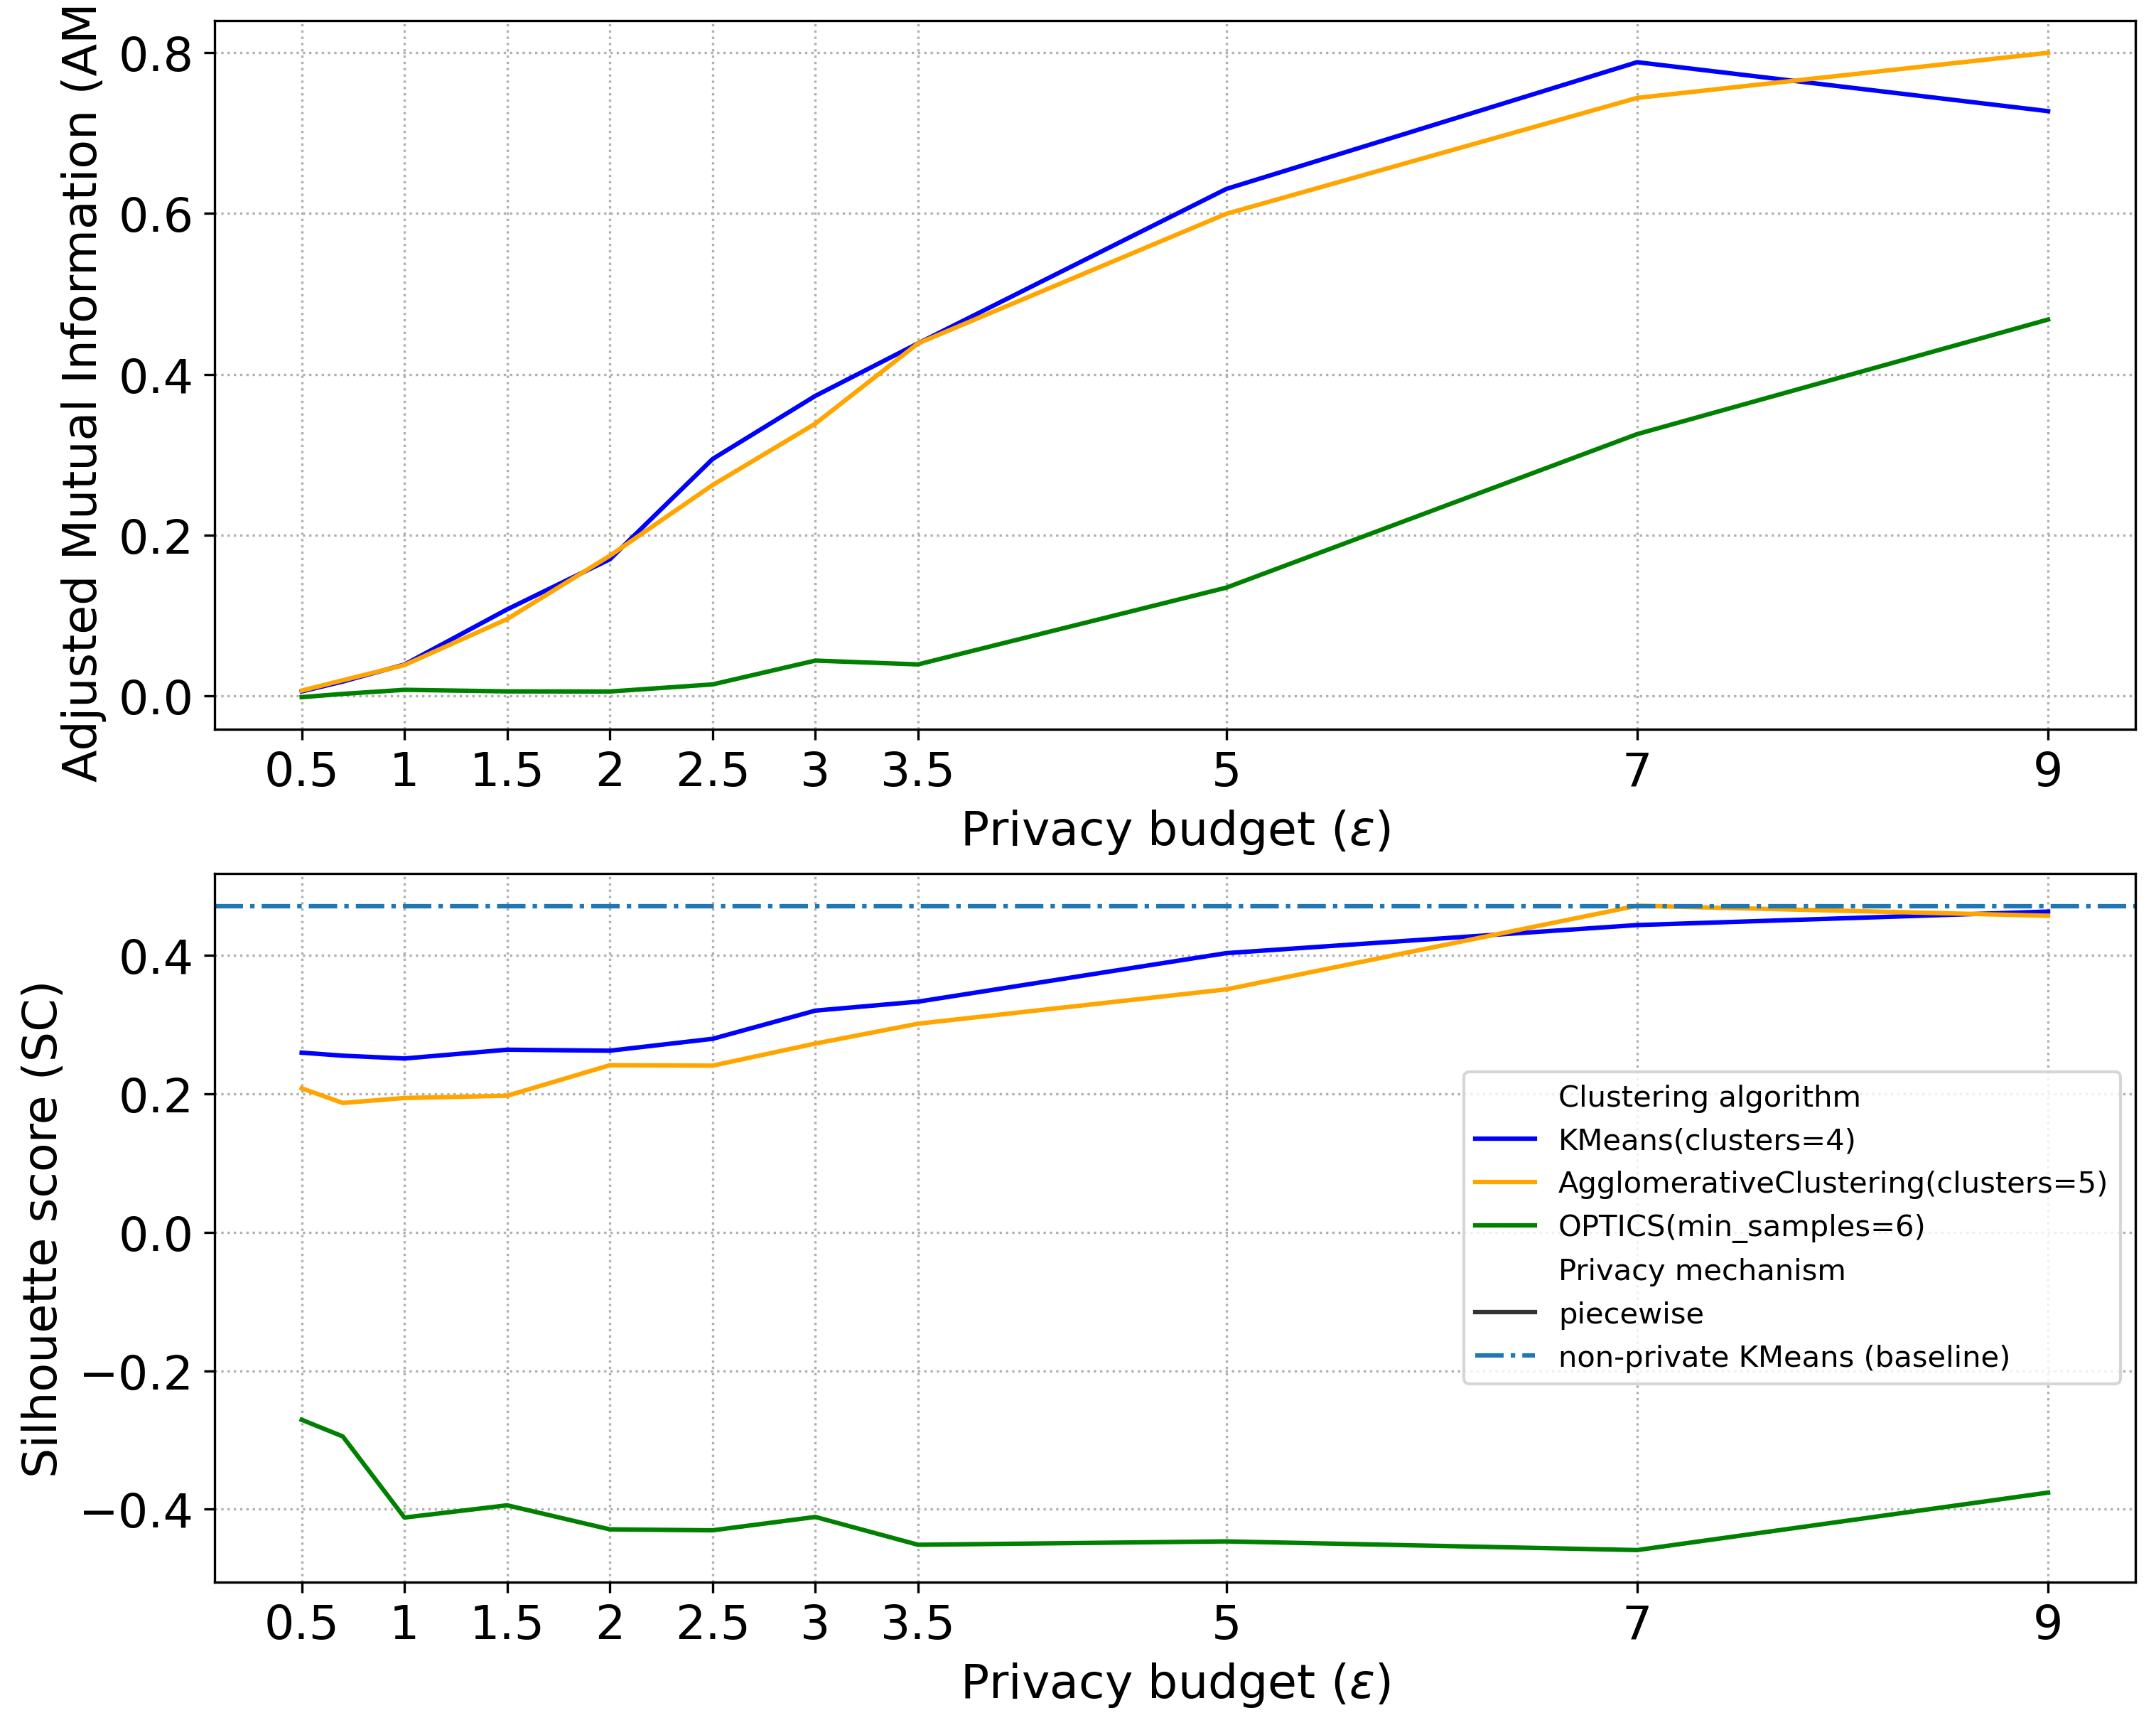 Adjusted Mutual Information (AM
0.8
0.6
0.4
0.2
0.0
0.5 1 1.5 2 2.5 3 3.5 5 7 9
Privacy budget (ε)
Silhouette score (SC)
0.4
0.2
0.0
−0.2
−0.4
Clustering algorithm
KMeans(clusters=4)
AgglomerativeClustering(clusters=5)
OPTICS(min_samples=6)
Privacy mechanism
piecewise
non-private KMeans (baseline)
0.5 1 1.5 2 2.5 3 3.5 5 7 9
Privacy budget (ε)